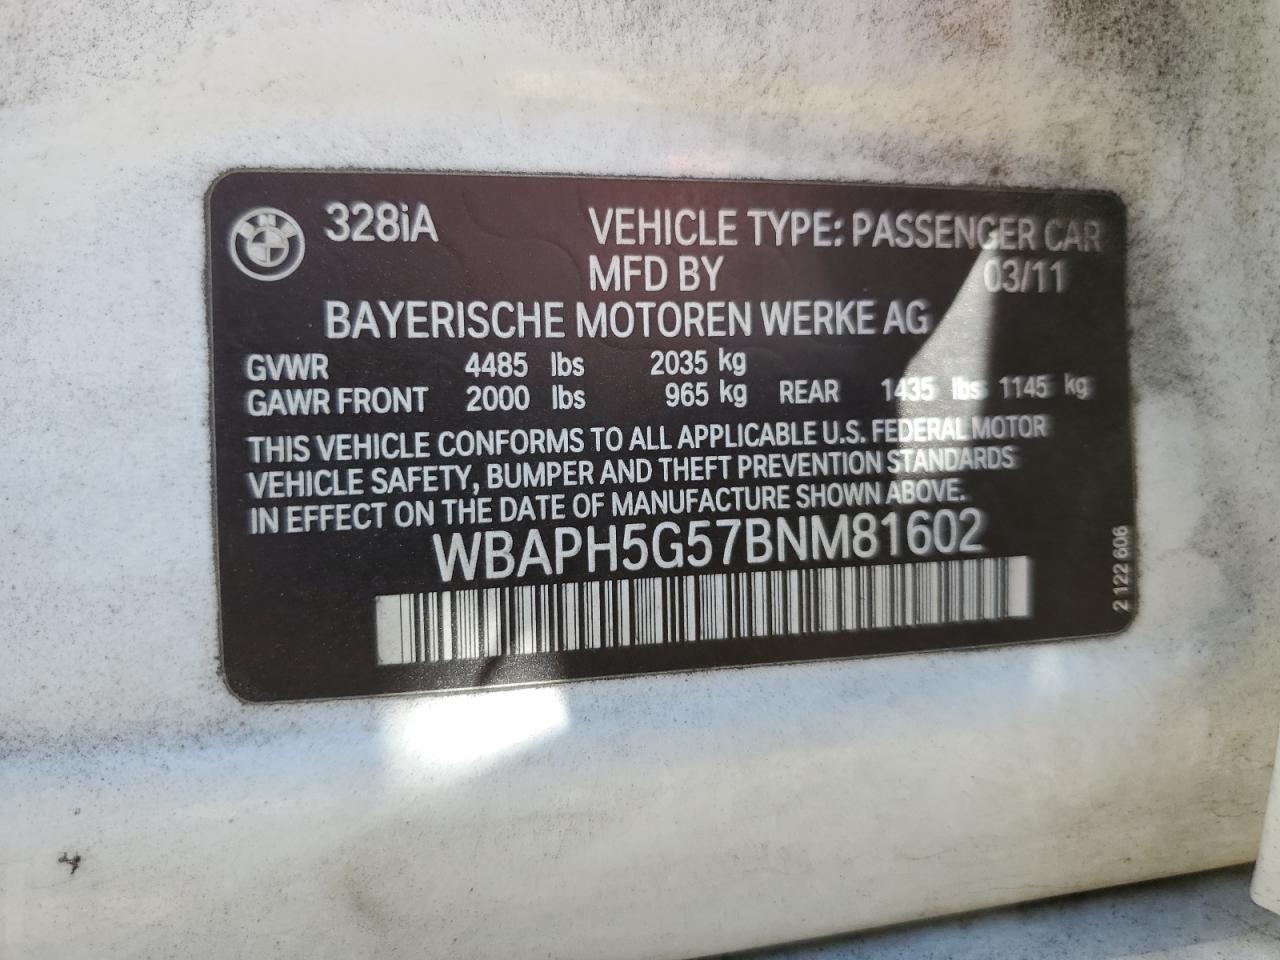 328iA VEHICLE TYPE: PASSENGER CAR
MFD BY 03/11
BAYERISCHE MOTOREN WERKE AG
GVWR 4485 lbs 2035 kg
GAWR FRONT 2000 lbs 965 kg REAR 1435 lbs 1145 kg
THIS VEHICLE CONFORMS TO ALL APPLICABLE U.S. FEDERAL MOTOR
VEHICLE SAFETY, BUMPER AND THEFT PREVENTION STANDARDS
IN EFFECT ON THE DATE OF MANUFACTURE SHOWN ABOVE.
WBAPH5G57BNM81602
2 122 606